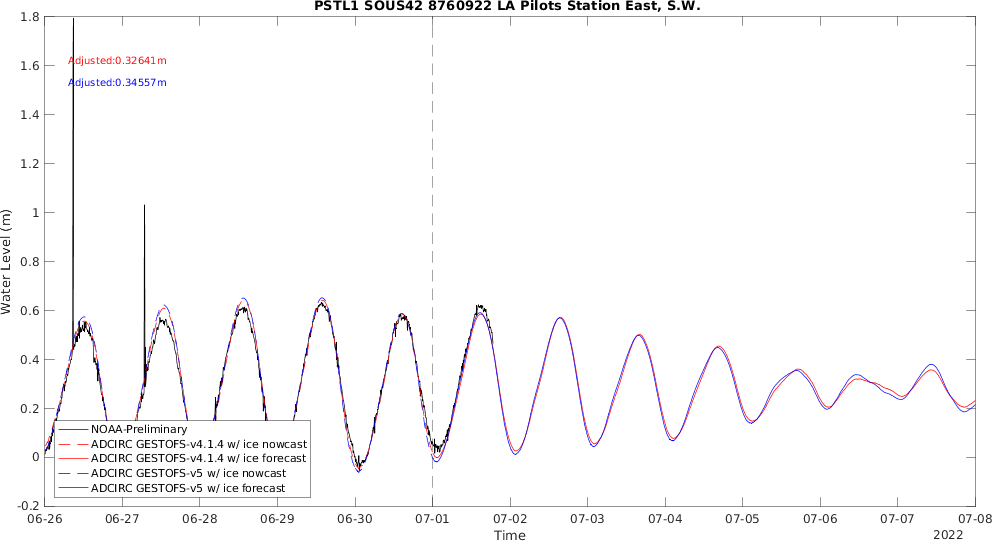 PSTL1 SOUS42 8760922 LA Pilots Station East, S.W.
1.8
Adjusted:0.32641m
1.6
Adjusted:0.34557m
1.4
1.2
1
Water Level (m)
0.8
0.6
0.4
0.2
0
-0.2
NOAA-Preliminary
ADCIRC GESTOFS-v4.1.4 w/ ice nowcast
ADCIRC GESTOFS-v4.1.4 w/ ice forecast
ADCIRC GESTOFS-v5 w/ ice nowcast
ADCIRC GESTOFS-v5 w/ ice forecast
06-26 06-27 06-28 06-29 06-30 07-01 07-02 07-03 07-04 07-05 07-06 07-07 07-08
Time
2022